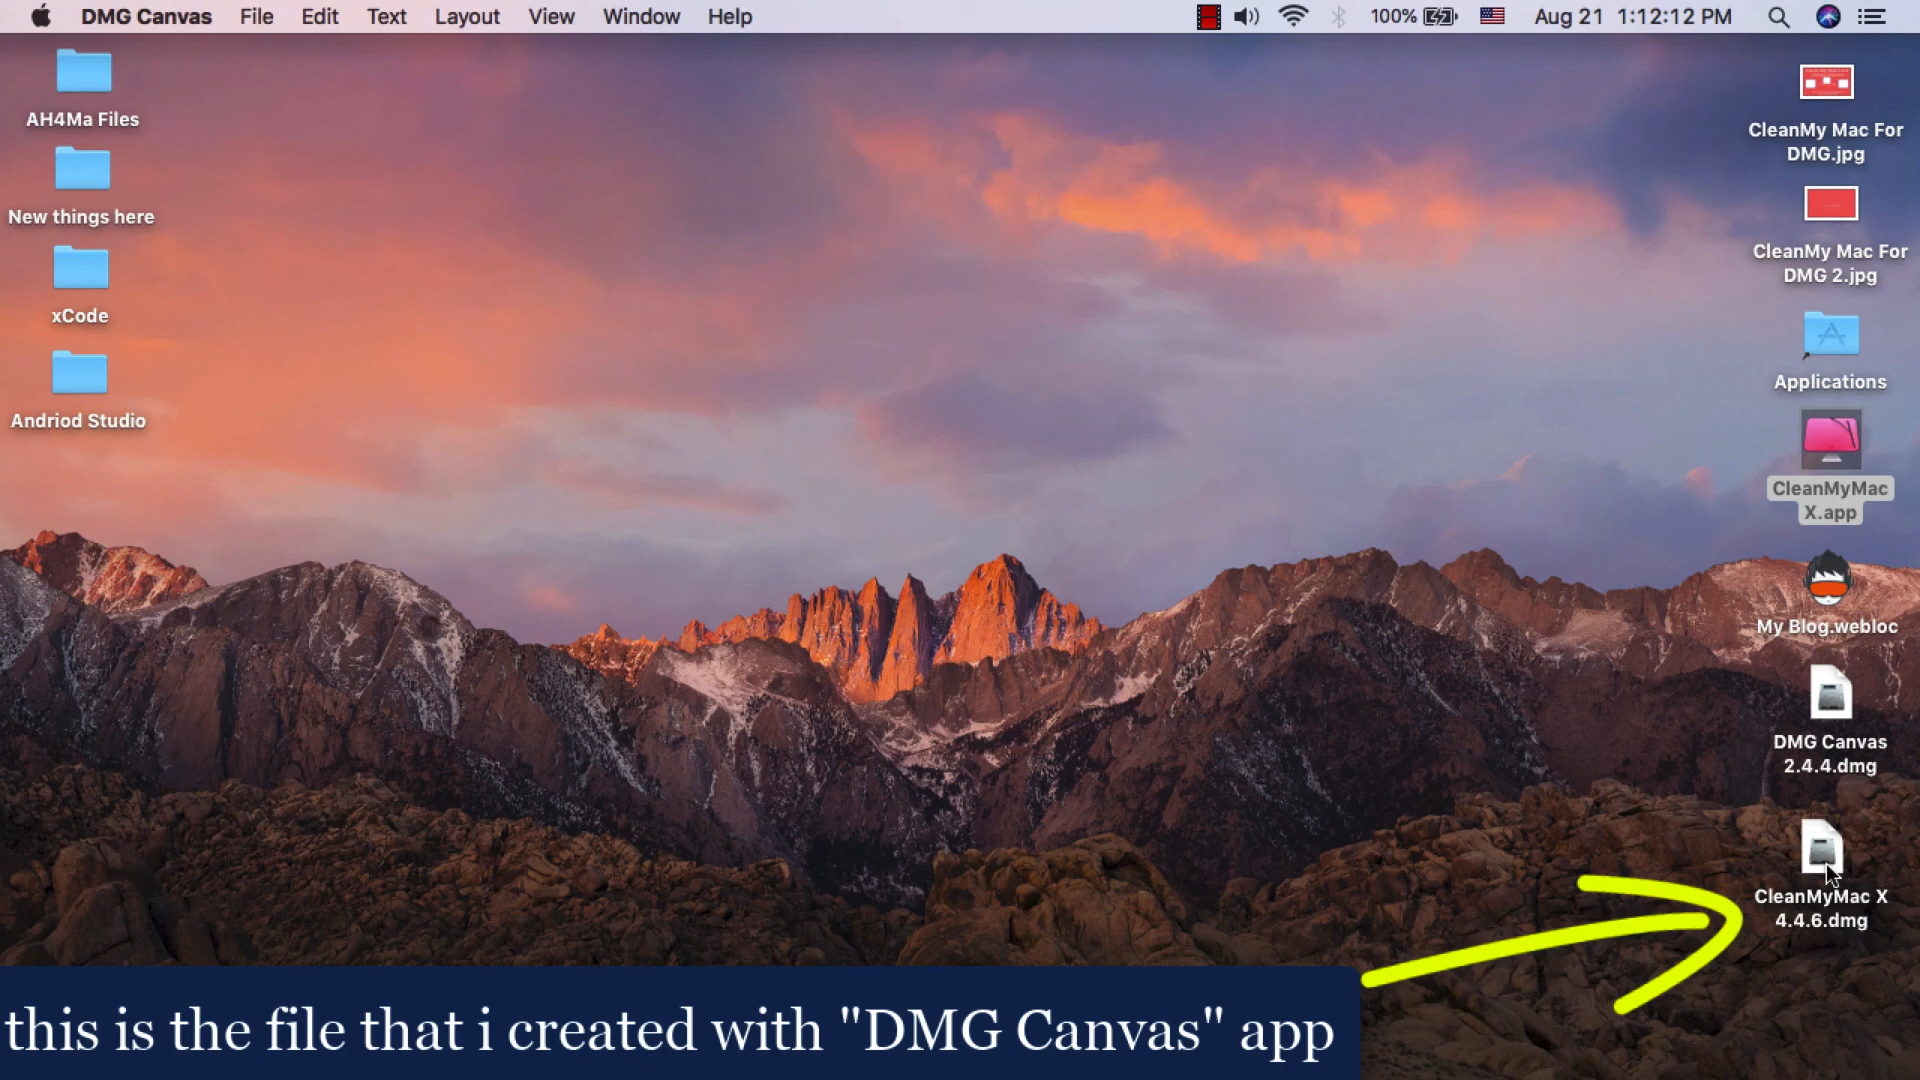 DMG Canvas File Edit Text Layout View Window Help 100% Aug 21 1:12:12 PM
AH4Ma Files
New things here
xCode
Andriod Studio
CleanMy Mac For
DMG.jpg
CleanMy Mac For
DMG 2.jpg
Applications
CleanMyMac
X.app
My Blog.webloc
DMG Canvas
2.4.4.dmg
CleanMyMac X
4.4.6.dmg
this is the file that i created with "DMG Canvas" app